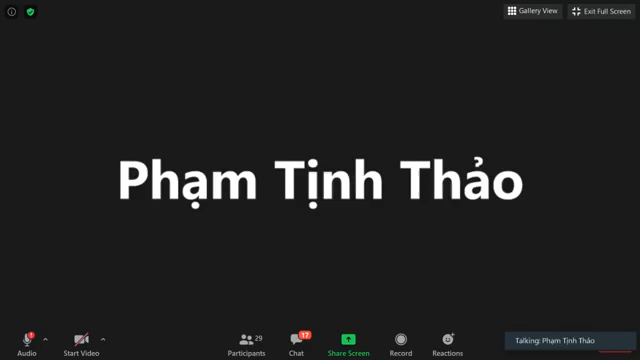 Gallery View
Exit Full Screen
Phạm Tịnh Thảo
29
17
Audio
Start Video
Participants
Chat
Share Screen
Record
Reactions
Talking: Phạm Tịnh Thảo